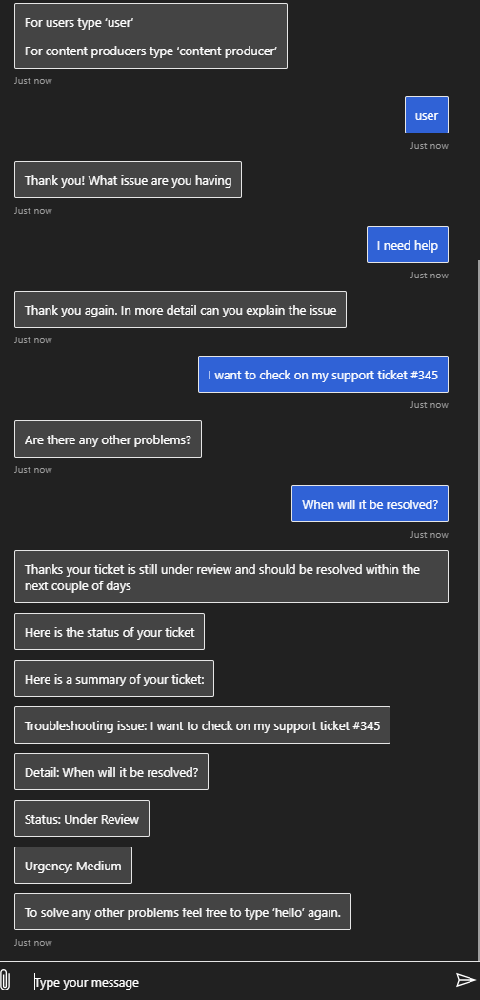 For users type ‘user’
For content producers type ‘content producer’
Just now
user
Just now
Thank you! What issue are you having
Just now
I need help
Just now
Thank you again. In more detail can you explain the issue
Just now
I want to check on my support ticket #345
Just now
Are there any other problems?
Just now
When will it be resolved?
Just now
Thanks your ticket is still under review and should be resolved within the
next couple of days
Here is the status of your ticket
Here is a summary of your ticket:
Troubleshooting issue: I want to check on my support ticket #345
Detail: When will it be resolved?
Status: Under Review
Urgency: Medium
To solve any other problems feel free to type ‘hello’ again.
Just now
Type your message